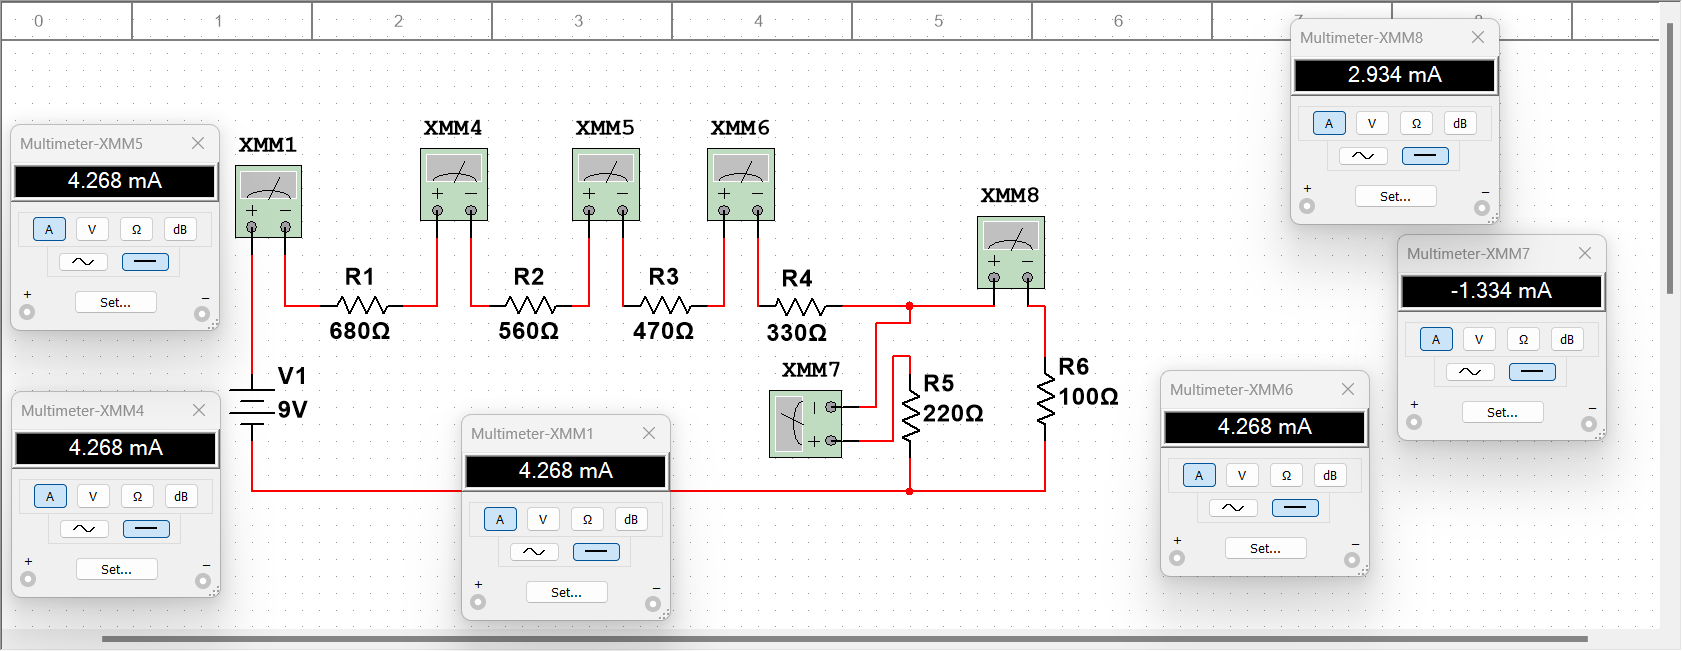 0 1 2 3 4 5 6
Multimeter-XMM8
2.934 mA
A V Ω dB
+ Set... −
Multimeter-XMM5
4.268 mA
A V Ω dB
+ Set... −
XMM1
+ −
XMM4
+ −
XMM5
+ −
XMM6
+ −
XMM8
+ −
R1
680Ω
R2
560Ω
R3
470Ω
R4
330Ω
Multimeter-XMM7
-1.334 mA
A V Ω dB
+ Set... −
V1
9V
XMM7
− +
R5
220Ω
R6
100Ω
Multimeter-XMM4
4.268 mA
A V Ω dB
+ Set... −
Multimeter-XMM1
4.268 mA
A V Ω dB
+ Set... −
Multimeter-XMM6
4.268 mA
A V Ω dB
+ Set... −